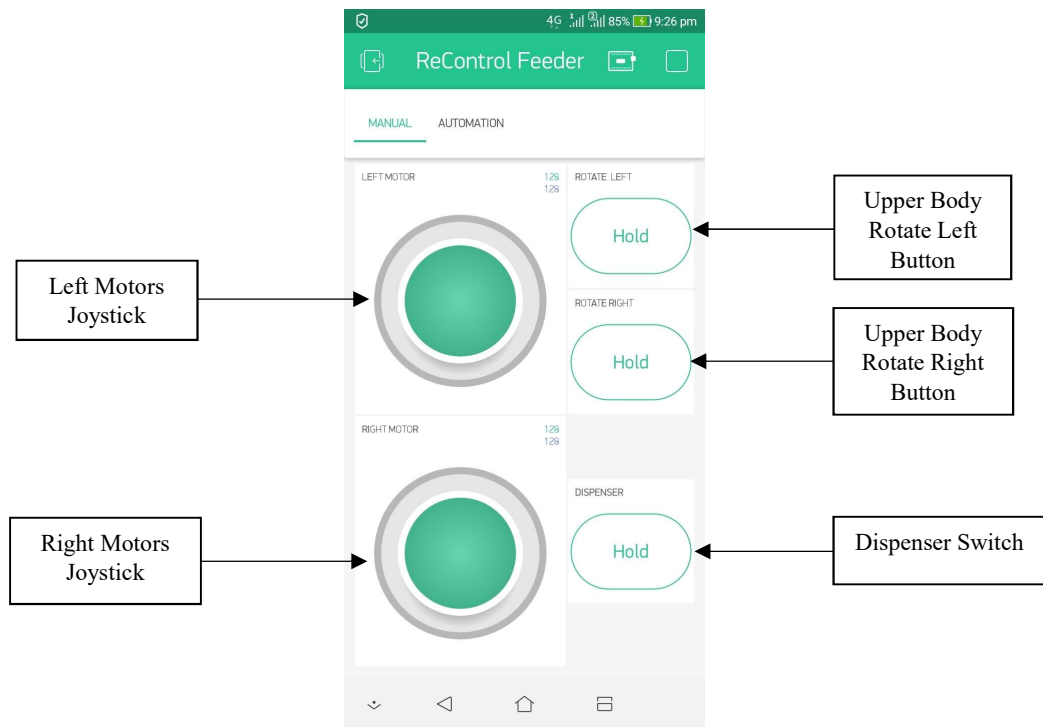 4G 1 2 85% 9:26 pm
ReControl Feeder
MANUAL AUTOMATION
LEFT MOTOR 128
128
ROTATE LEFT
Hold
Upper Body
Rotate Left
Button
Left Motors
Joystick
ROTATE RIGHT
Hold
Upper Body
Rotate Right
Button
RIGHT MOTOR 128
128
DISPENSER
Hold
Right Motors
Joystick
Dispenser Switch